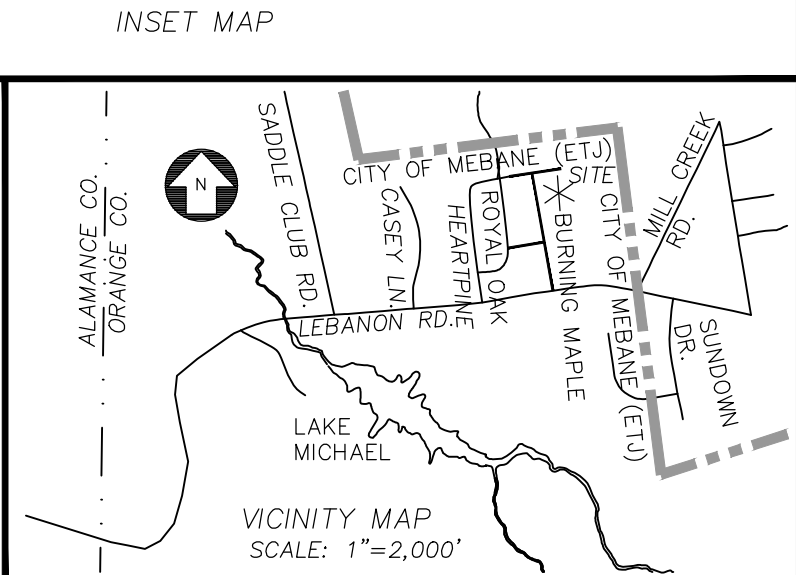 INSET MAP
SADDLE CLUB RD.
CITY OF MEBANE (ETJ)
SITE
MILL CREEK
RD.
N
ALAMANCE CO.
ORANGE CO.
CASEY LN.
HEARTPINE
ROYAL OAK
BURNING MAPLE
CITY OF MEBANE (ETJ)
LEBANON RD.
SUNDOWN
DR.
LAKE
MICHAEL
VICINITY MAP
SCALE: 1"=2,000'